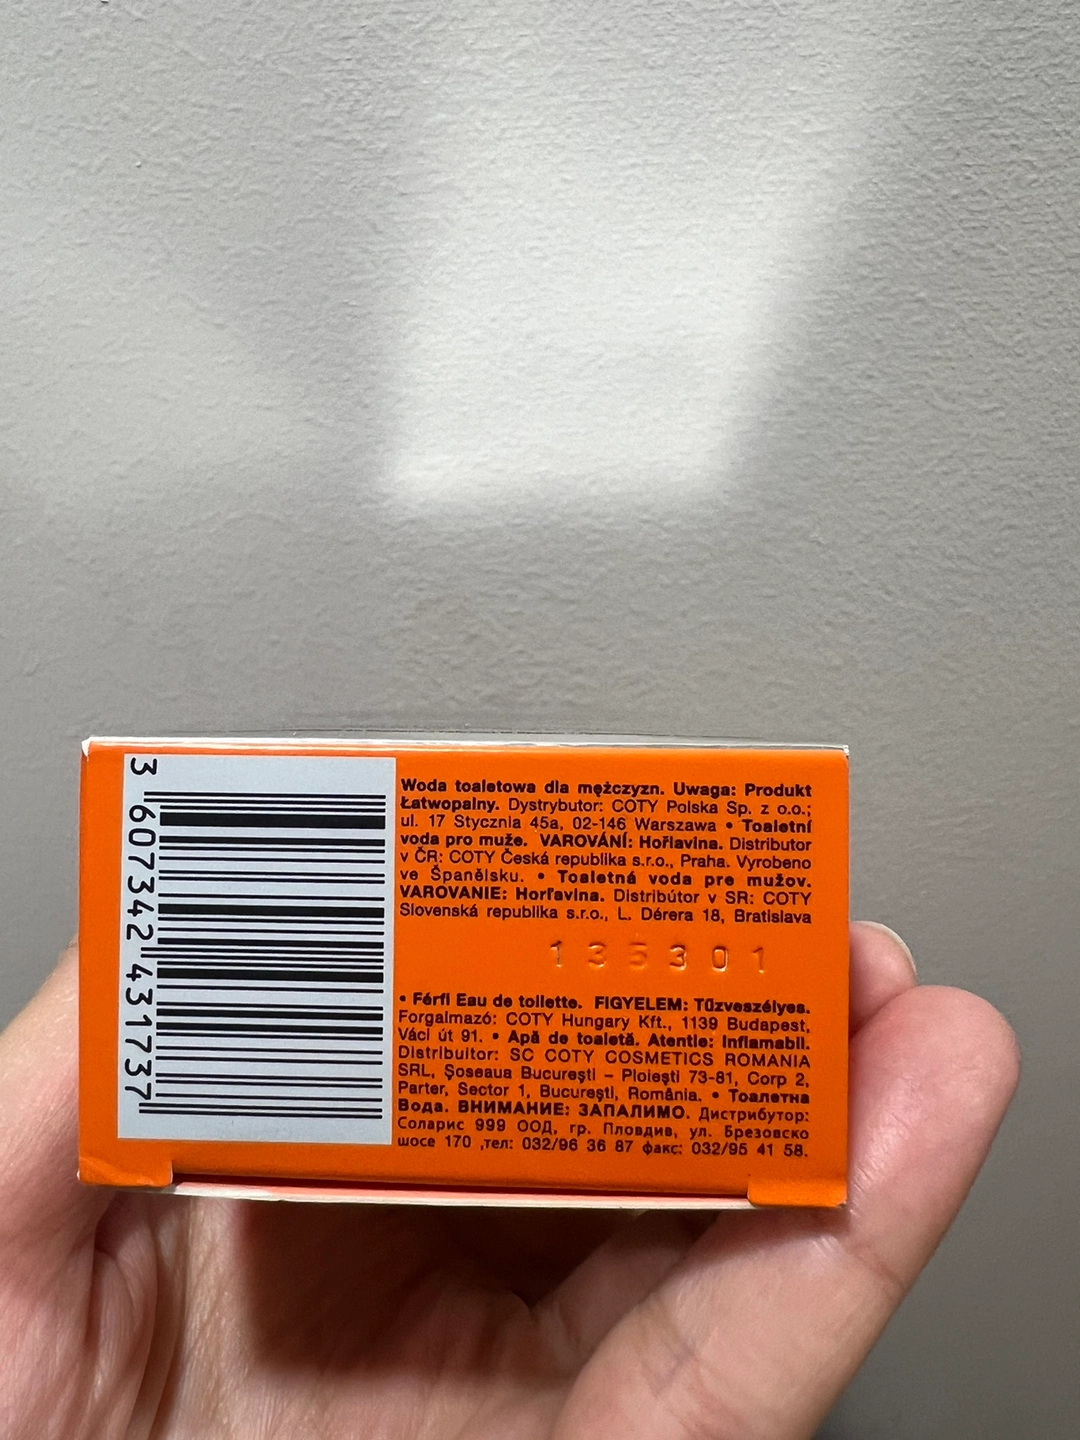 3 607342 431737
Woda toaletowa dla mężczyzn. Uwaga: Produkt
Łatwopalny. Dystrybutor: COTY Polska Sp. z o.o.;
ul. 17 Stycznia 45a, 02-146 Warszawa • Toaletní
voda pro muže. VAROVÁNÍ: Hořlavina. Distributor
v ČR: COTY Česká republika s.r.o., Praha. Vyrobeno
ve Španělsku. • Toaletná voda pre mužov.
VAROVANIE: Horľavina. Distribútor v SR: COTY
Slovenská republika s.r.o., L. Dérera 18, Bratislava
135301
• Férfi Eau de toilette. FIGYELEM: Tűzveszélyes.
Forgalmazó: COTY Hungary Kft., 1139 Budapest,
Váci út 91. • Apă de toaletă. Atentie: Inflamabil.
Distribuitor: SC COTY COSMETICS ROMANIA
SRL, Şoseaua Bucureşti – Ploieşti 73-81, Corp 2,
Parter, Sector 1, Bucureşti, România. • Тоалетна
Вода. ВНИМАНИЕ: ЗАПАЛИМО. Дистрибутор:
Соларис 999 ООД, гр. Пловдив, ул. Брезовско
шосе 170 ,тел: 032/96 36 87 факс: 032/95 41 58.